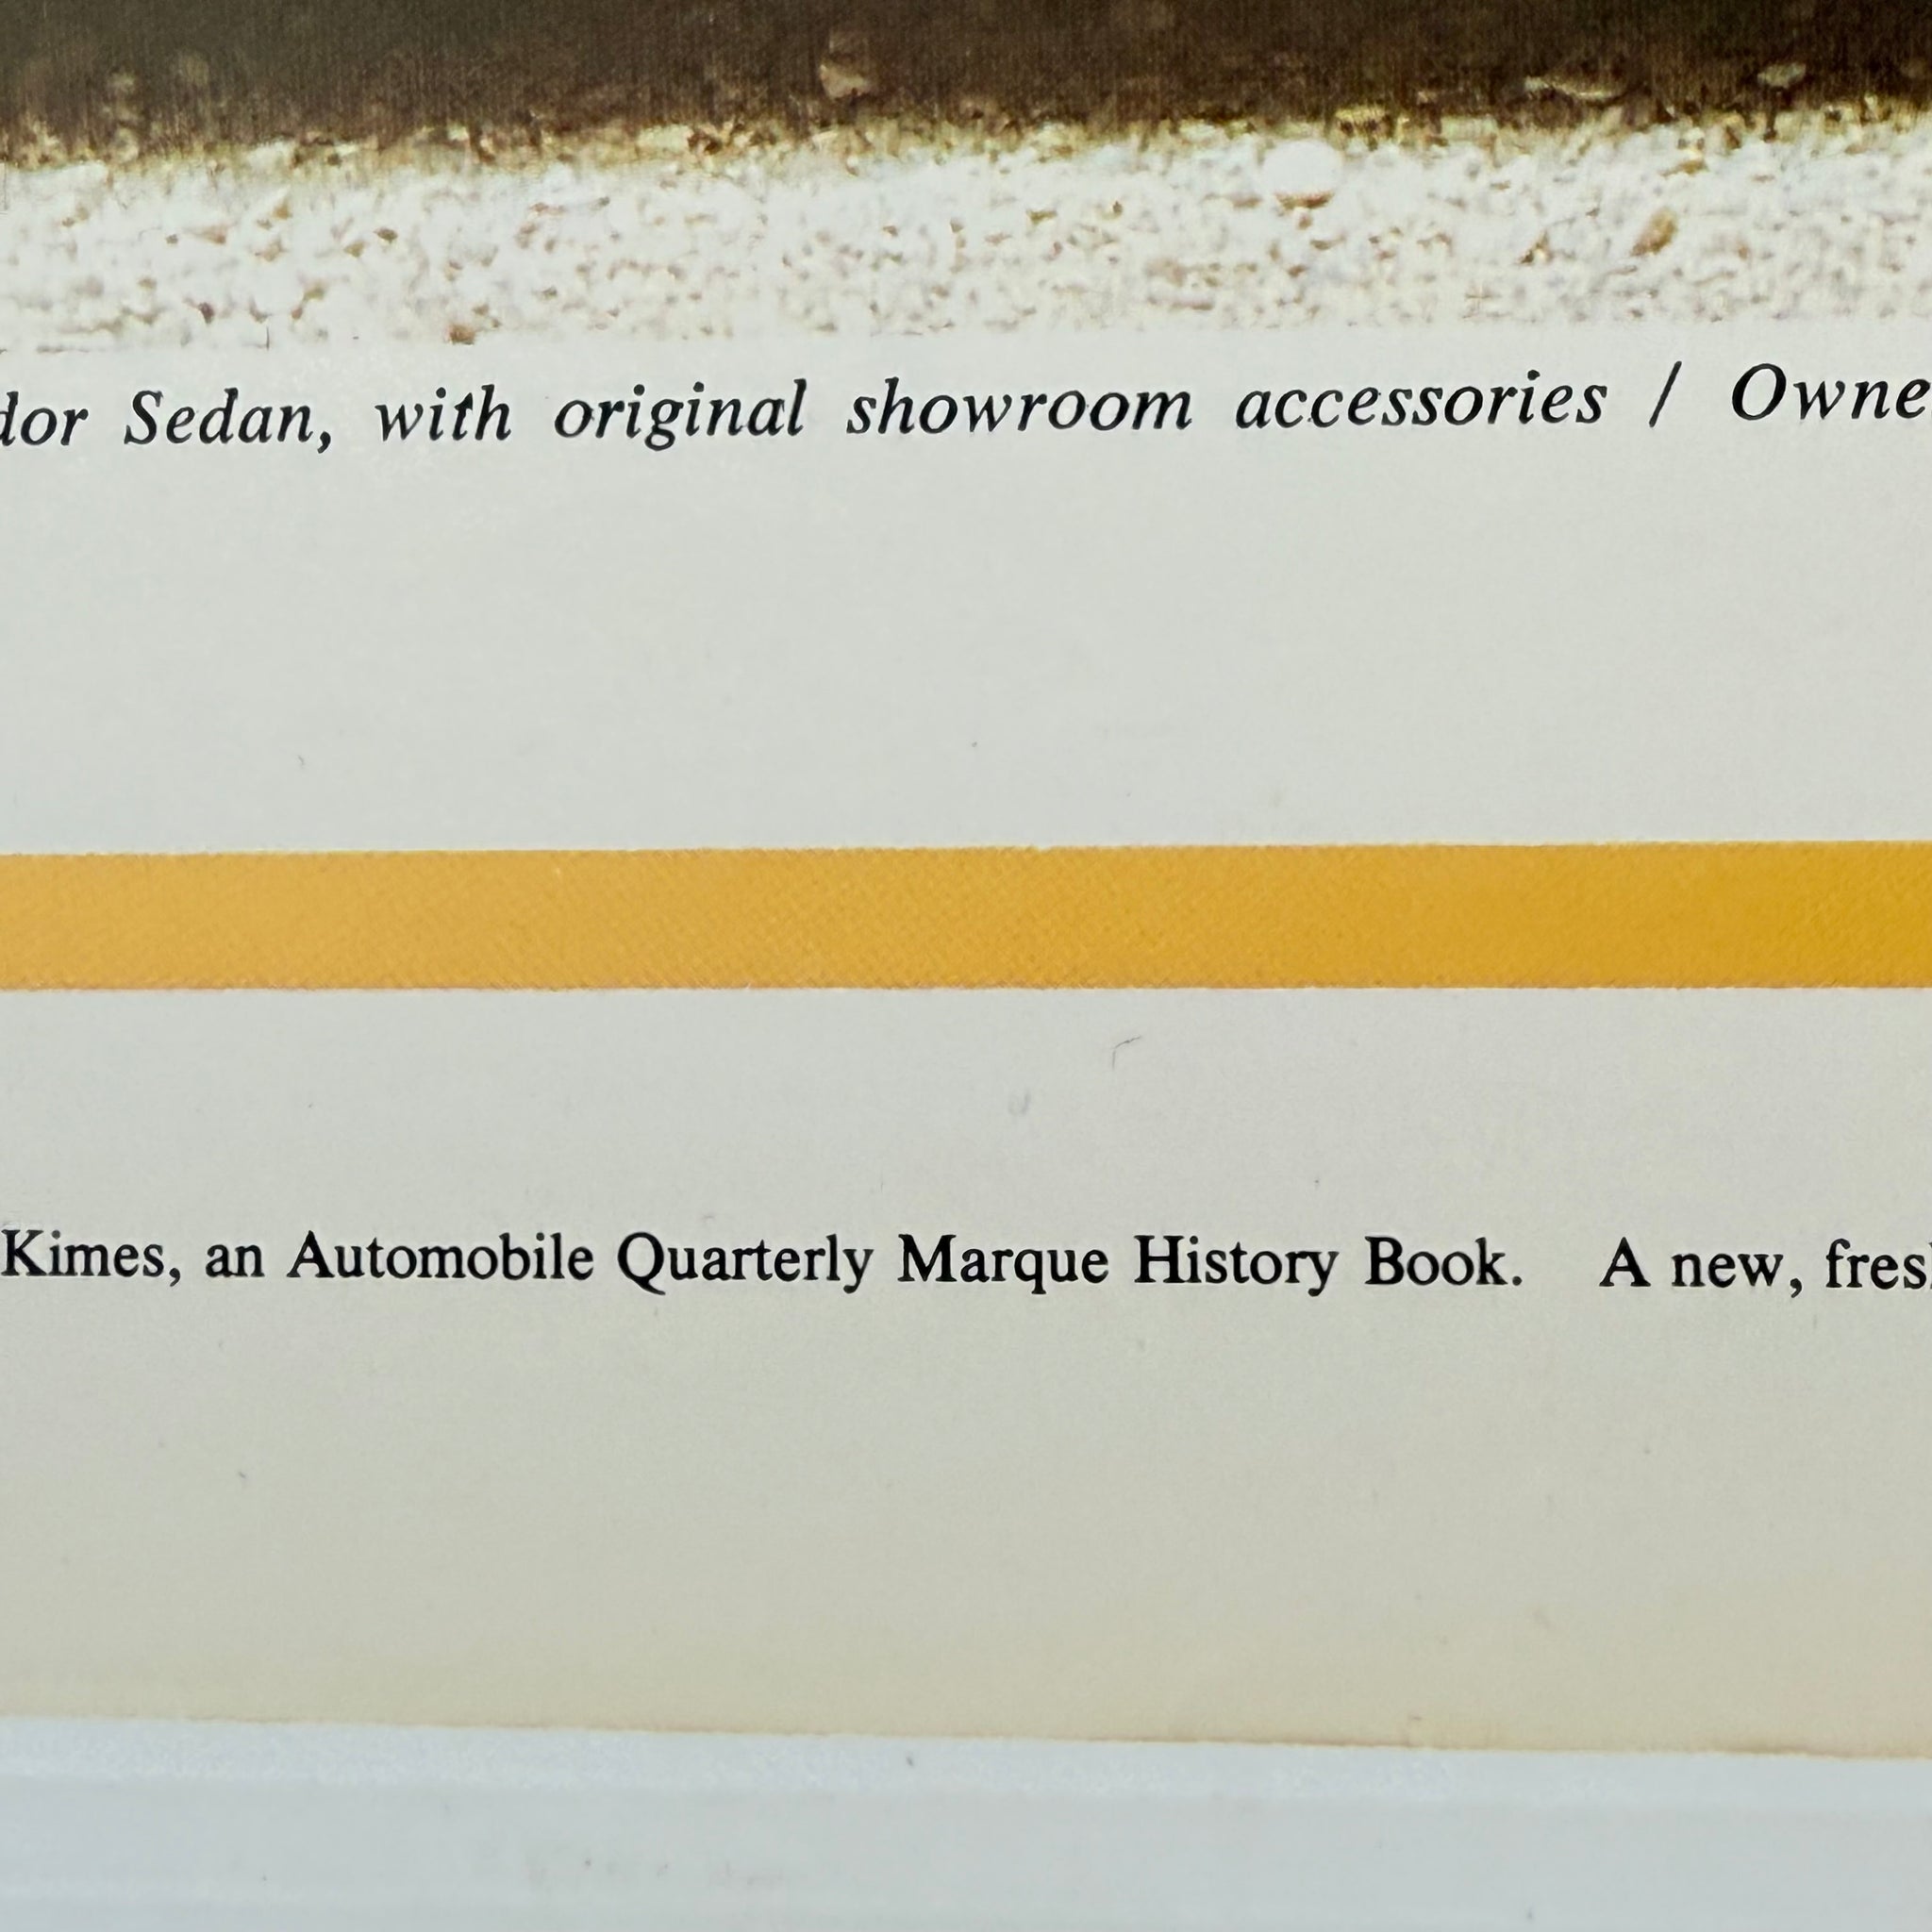 dor Sedan, with original showroom accessories / Owne
Kimes, an Automobile Quarterly Marque History Book. A new, fres